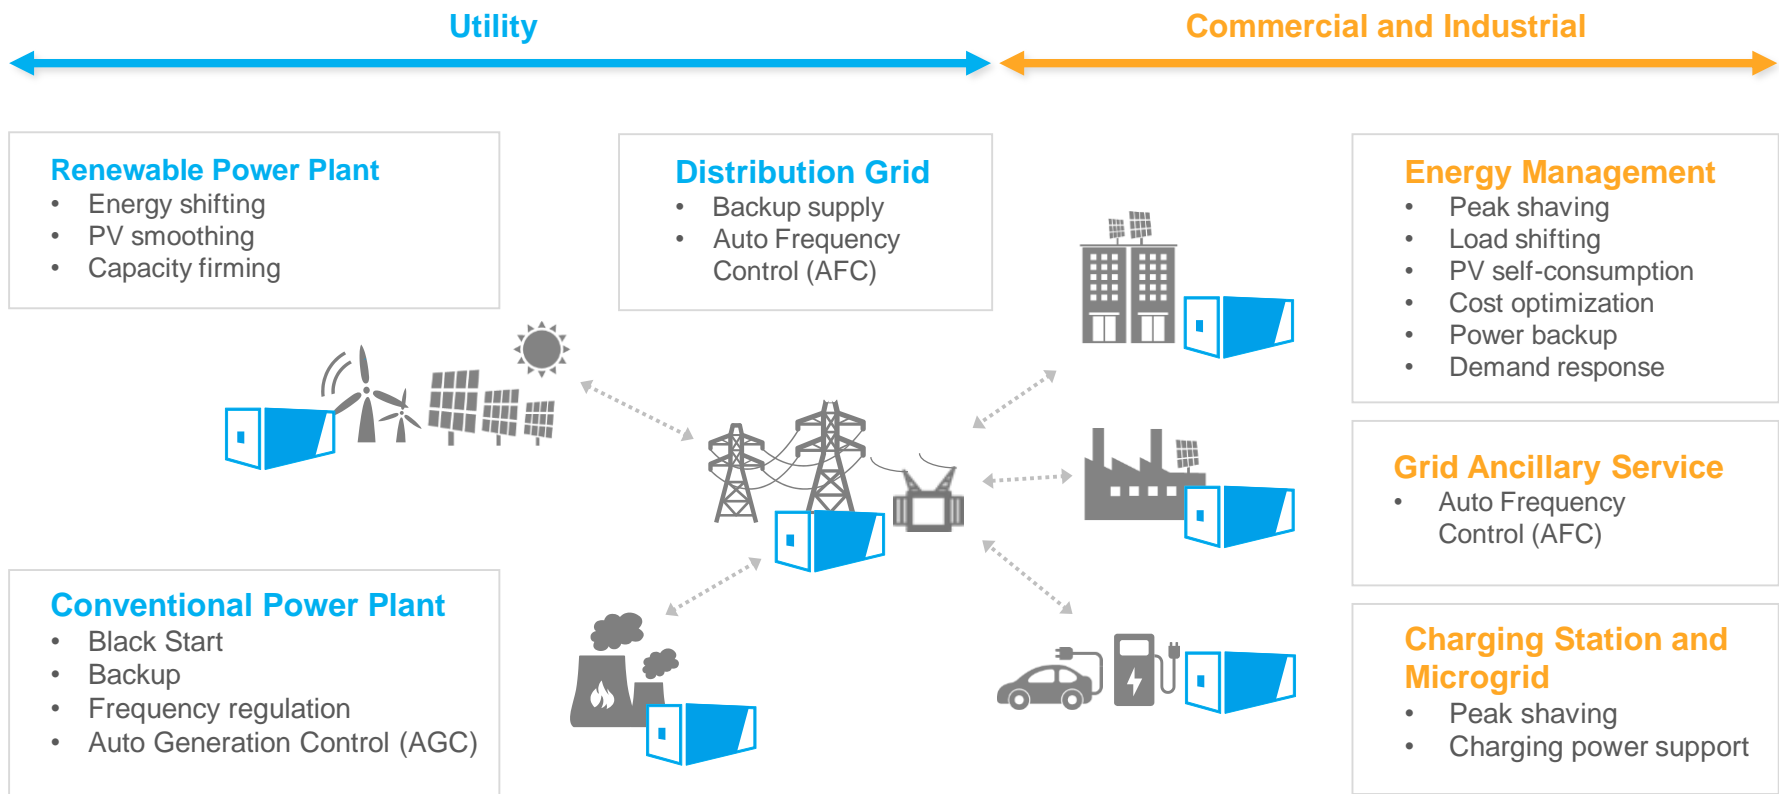 Utility
Commercial and Industrial
Renewable Power Plant
• Energy shifting
• PV smoothing
• Capacity firming
Distribution Grid
• Backup supply
• Auto Frequency
Control (AFC)
Energy Management
• Peak shaving
• Load shifting
• PV self-consumption
• Cost optimization
• Power backup
• Demand response
Grid Ancillary Service
• Auto Frequency
Control (AFC)
Conventional Power Plant
• Black Start
• Backup
• Frequency regulation
• Auto Generation Control (AGC)
Charging Station and
Microgrid
• Peak shaving
• Charging power support